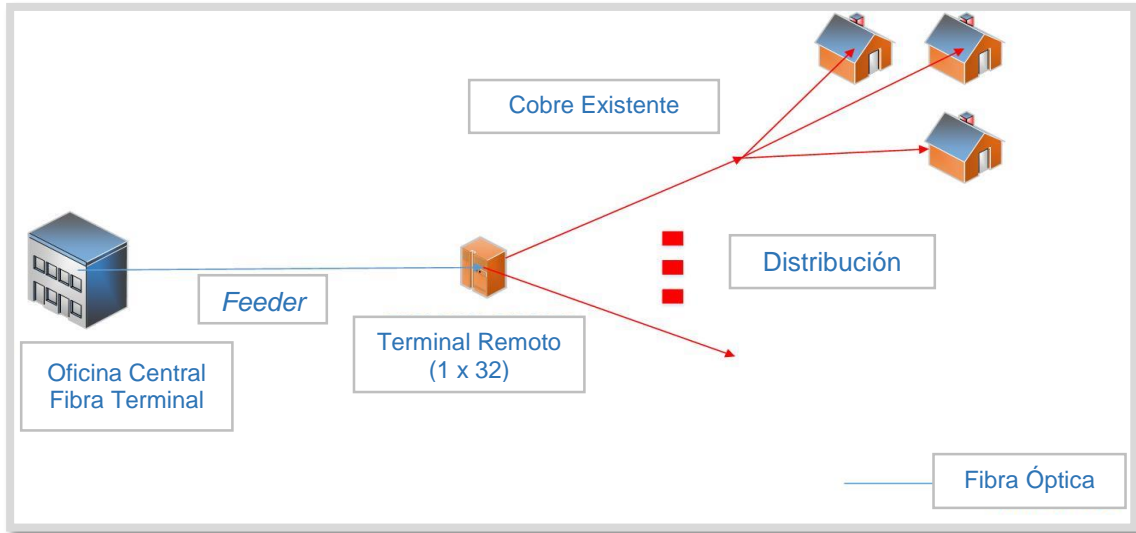 Cobre Existente
Distribución
Feeder
Terminal Remoto
(1 x 32)
Oficina Central
Fibra Terminal
Fibra Óptica